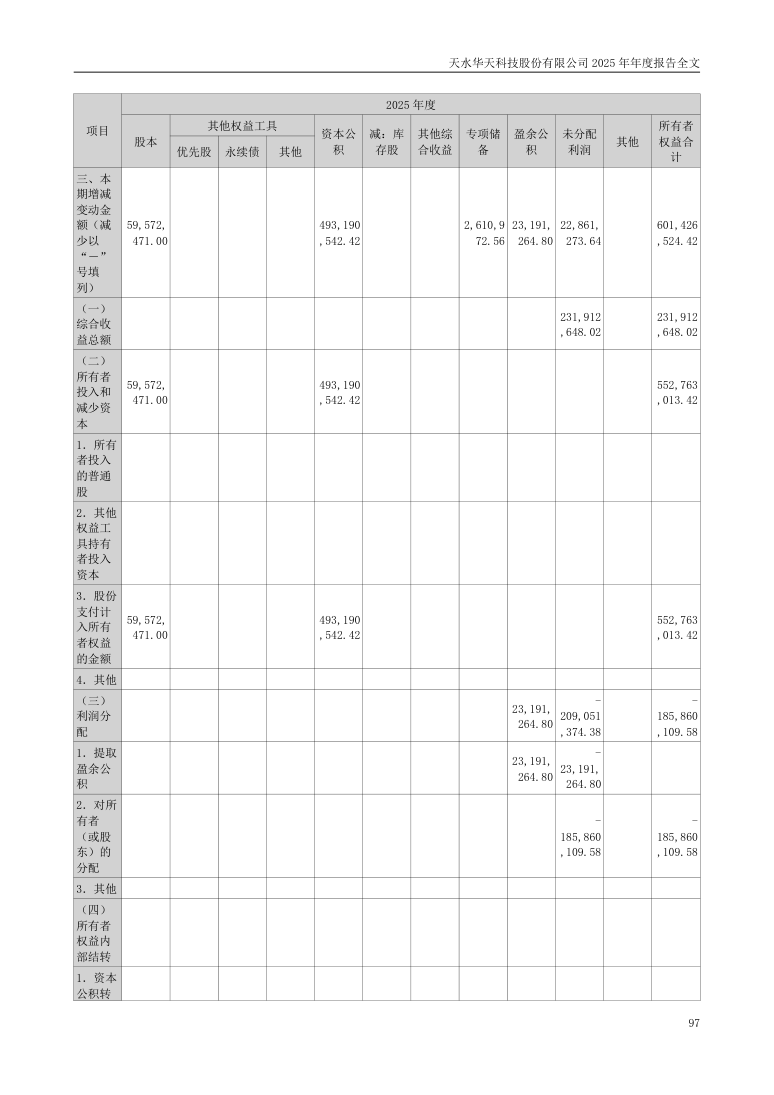 天水华天科技股份有限公司 2025 年年度报告全文
项目
2025 年度
股本
其他权益工具
优先股
永续债
其他
资本公
积
减：库
存股
其他综
合收益
专项储
备
盈余公
积
未分配
利润
其他
所有者
权益合
计
三、本
期增减
变动金
额（减
少以
“－”
号填
列）
59,572,
471.00
493,190
,542.42
2,610,9
72.56
23,191,
264.80
22,861,
273.64
601,426
,524.42
（一）
综合收
益总额
231,912
,648.02
231,912
,648.02
（二）
所有者
投入和
减少资
本
59,572,
471.00
493,190
,542.42
552,763
,013.42
1．所有
者投入
的普通
股
2．其他
权益工
具持有
者投入
资本
3．股份
支付计
入所有
者权益
的金额
59,572,
471.00
493,190
,542.42
552,763
,013.42
4．其他
（三）
利润分
配
23,191,
264.80
-
209,051
,374.38
-
185,860
,109.58
1．提取
盈余公
积
23,191,
264.80
-
23,191,
264.80
2．对所
有者
（或股
东）的
分配
-
185,860
,109.58
-
185,860
,109.58
3．其他
（四）
所有者
权益内
部结转
1．资本
公积转
97